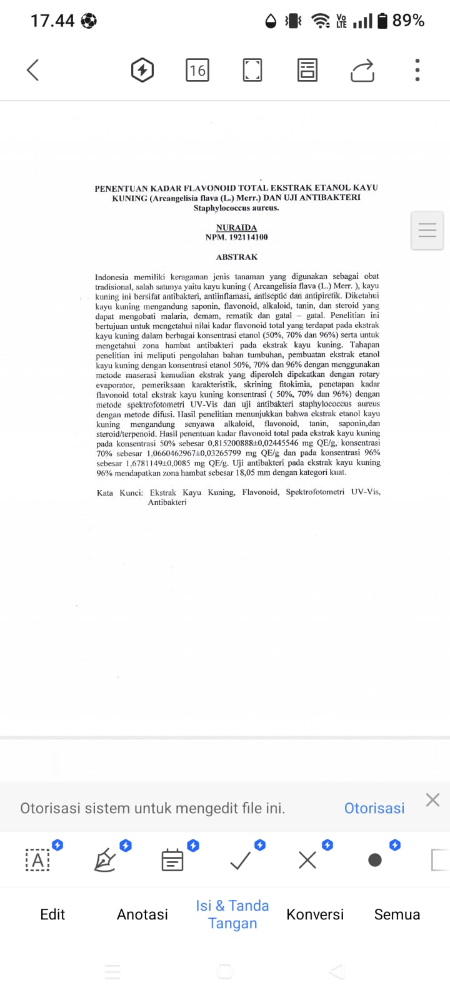 17.44
Vo
LTE
89%
16
PENENTUAN KADAR FLAVONOID TOTAL EKSTRAK ETANOL KAYU
KUNING (Arcangelisia flava (L.) Merr.) DAN UJI ANTIBAKTERI
Staphylococcus aureus.
NURAIDA
NPM. 192114100
ABSTRAK
Indonesia memiliki keragaman jenis tanaman yang digunakan sebagai obat
tradisional, salah satunya yaitu kayu kuning ( Arcangelisia flava (L.) Merr. ), kayu
kuning ini bersifat antibakteri, antiinflamasi, antiseptic dan antipiretik. Diketahui
kayu kuning mengandung saponin, flavonoid, alkaloid, tanin, dan steroid yang
dapat mengobati malaria, demam, rematik dan gatal – gatal. Penelitian ini
bertujuan untuk mengetahui nilai kadar flavonoid total yang terdapat pada ekstrak
kayu kuning dalam berbagai konsentrasi etanol (50%, 70% dan 96%) serta untuk
mengetahui zona hambat antibakteri pada ekstrak kayu kuning. Tahapan
penelitian ini meliputi pengolahan bahan tumbuhan, pembuatan ekstrak etanol
kayu kuning dengan konsentrasi etanol 50%, 70% dan 96% dengan menggunakan
metode maserasi kemudian ekstrak yang diperoleh dipekatkan dengan rotary
evaporator, pemeriksaan karakteristik, skrining fitokimia, penetapan kadar
flavonoid total ekstrak kayu kuning konsentrasi ( 50%, 70% dan 96%) dengan
metode spektrofotometri UV-Vis dan uji antibakteri staphylococcus aureus
dengan metode difusi. Hasil penelitian menunjukkan bahwa ekstrak etanol kayu
kuning mengandung senyawa alkaloid, flavonoid, tanin, saponin,dan
steroid/terpenoid. Hasil penentuan kadar flavonoid total pada ekstrak kayu kuning
pada konsentrasi 50% sebesar 0,815200888±0,02445546 mg QE/g, konsentrasi
70% sebesar 1,0660462967±0,03265799 mg QE/g dan pada konsentrasi 96%
sebesar 1,6781149±0,0085 mg QE/g. Uji antibakteri pada ekstrak kayu kuning
96% mendapatkan zona hambat sebesar 18,05 mm dengan kategori kuat.
Kata Kunci: Ekstrak Kayu Kuning, Flavonoid, Spektrofotometri UV-Vis,
Antibakteri
Otorisasi sistem untuk mengedit file ini.
Otorisasi
A
Edit
Anotasi
Isi & Tanda
Tangan
Konversi
Semua